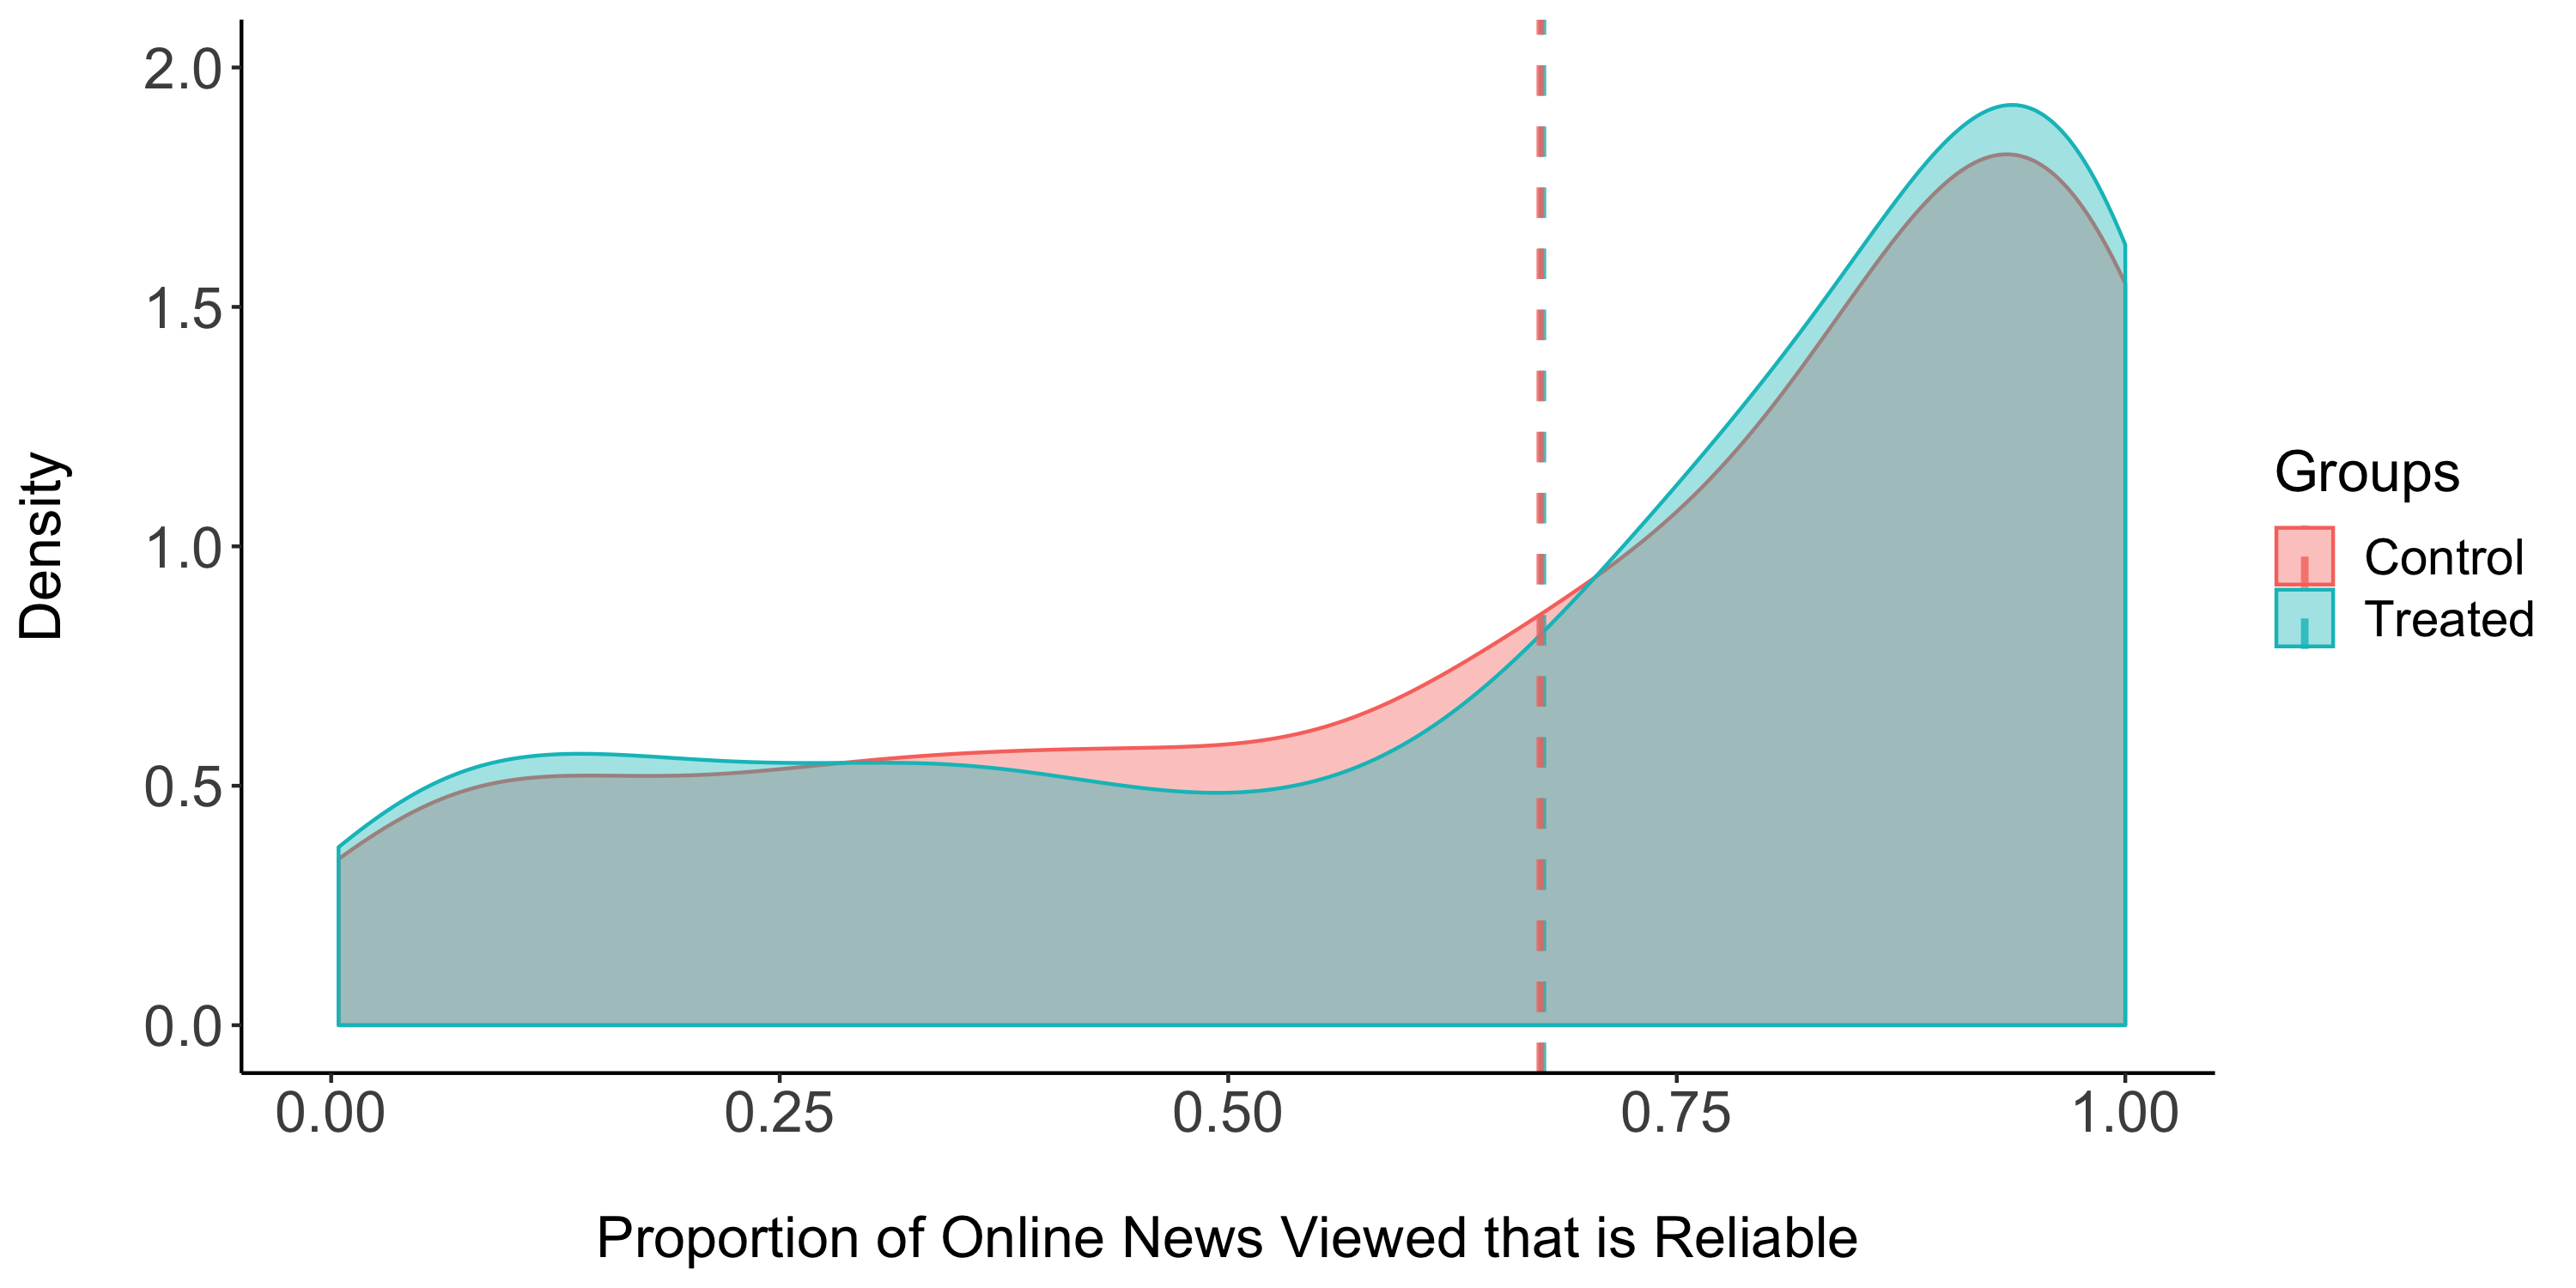 2.0
1.5
1.0
0.5
0.0
Density
0.00 0.25 0.50 0.75 1.00
Proportion of Online News Viewed that is Reliable
Groups
Control
Treated